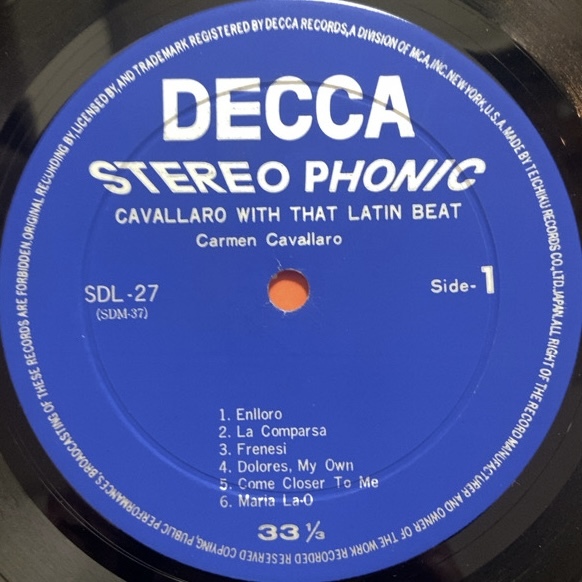 DECCA
STEREO PHONIC
CAVALLARO WITH THAT LATIN BEAT
Carmen Cavallaro
SDL-27
(SDM-37)
Side-1
1. Enlloro
2. La Comparsa
3. Frenesi
4. Dolores, My Own
5. Come Closer To Me
6. Maria La-O
33 ⅓
ORIGINAL RECORDING BY, LICENSED BY, AND TRADEMARK REGISTERED BY DECCA RECORDS, A DIVISION OF MCA, INC. NEW YORK, U.S.A. MADE BY TEICHIKU RECORDS CO., LTD. JAPAN. ALL RIGHT OF THE RECORD MANUFACTURER AND OWNER OF THE WORK RECORDED RESERVED COPYING, PUBLIC PERFORMANCES, BROADCASTING OF THESE RECORDS ARE FORBIDDEN.